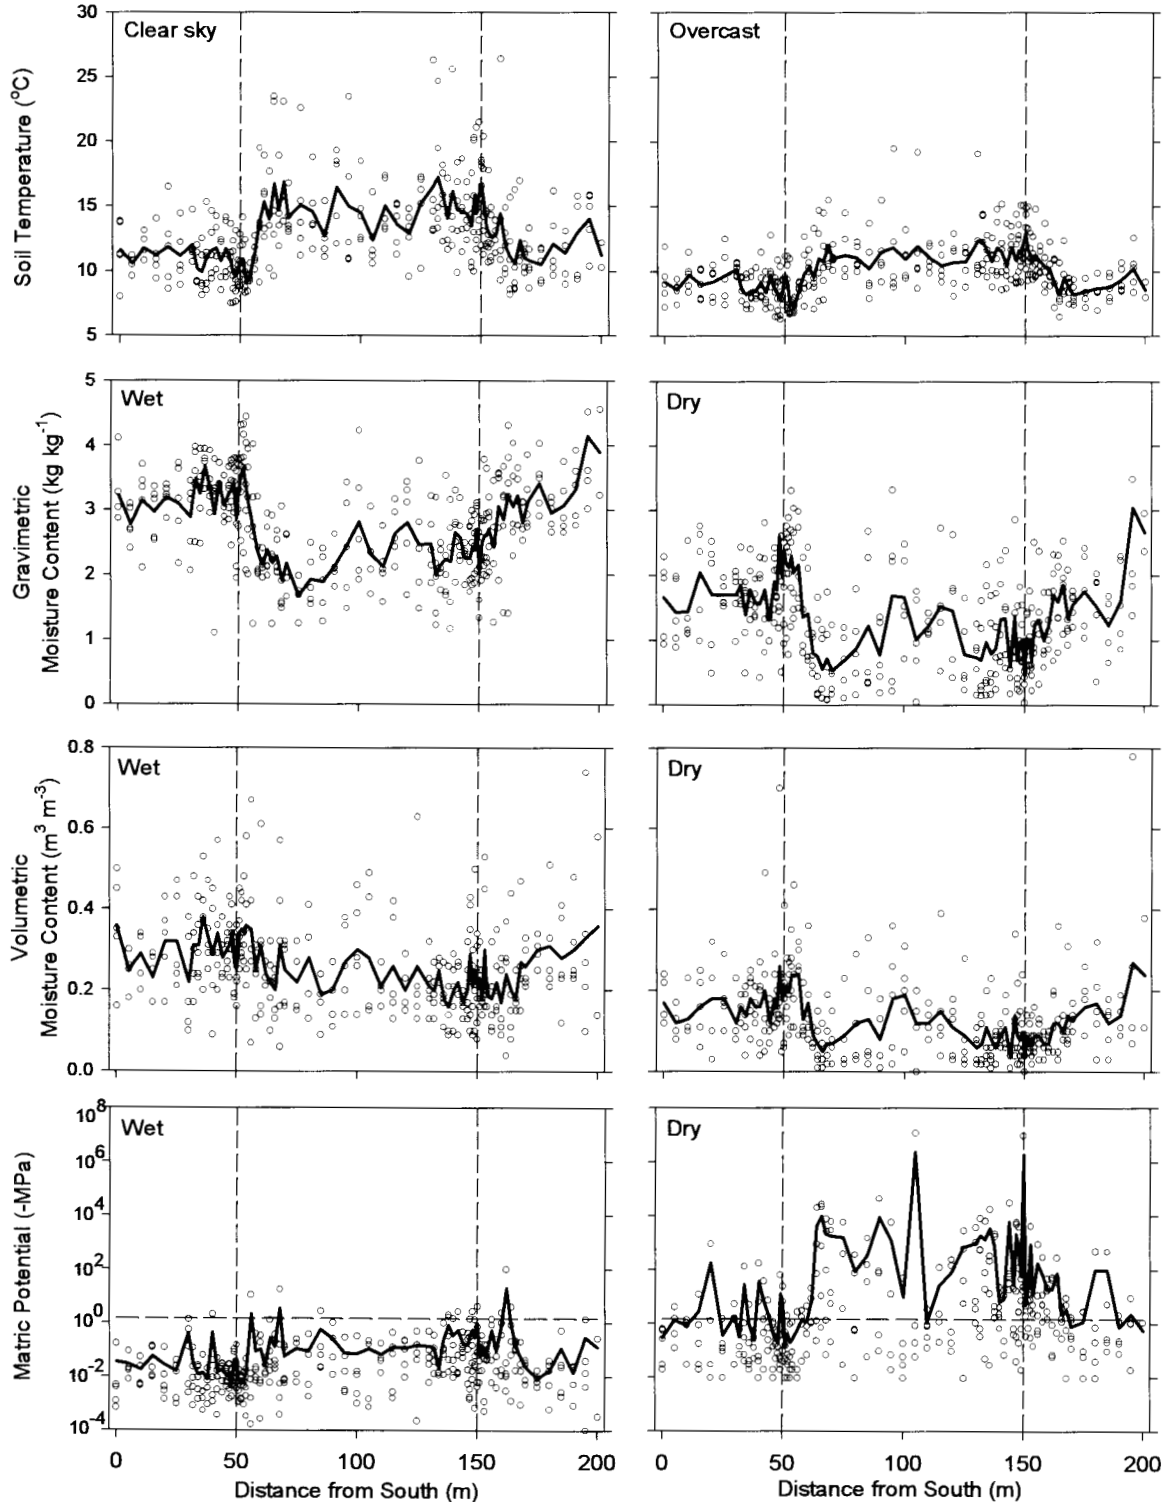 Clear sky
Overcast
Soil Temperature (°C)
30
25
20
15
10
5
Wet
Dry
Gravimetric
Moisture Content (kg kg⁻¹)
5
4
3
2
1
0
Wet
Dry
Volumetric
Moisture Content (m³ m⁻³)
0.8
0.6
0.4
0.2
0.0
Wet
Dry
Matric Potential (-MPa)
10⁸
10⁶
10⁴
10²
10⁰
10⁻²
10⁻⁴
0 50 100 150 200
0 50 100 150 200
Distance from South (m)
Distance from South (m)